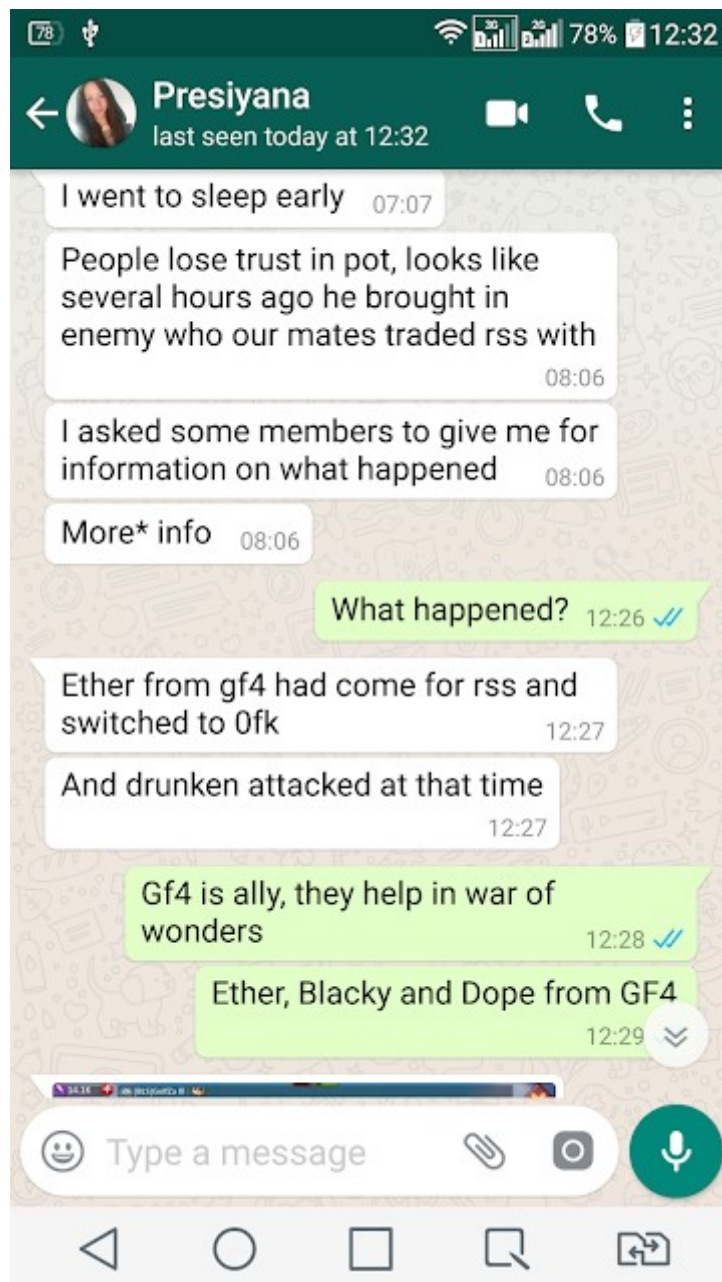 78
3G
3G
78%
12:32
Presiyana
last seen today at 12:32
I went to sleep early 07:07
People lose trust in pot, looks like
several hours ago he brought in
enemy who our mates traded rss with
08:06
I asked some members to give me for
information on what happened 08:06
More* info 08:06
What happened? 12:26
Ether from gf4 had come for rss and
switched to 0fk 12:27
And drunken attacked at that time
12:27
Gf4 is ally, they help in war of
wonders 12:28
Ether, Blacky and Dope from GF4
12:29
Type a message